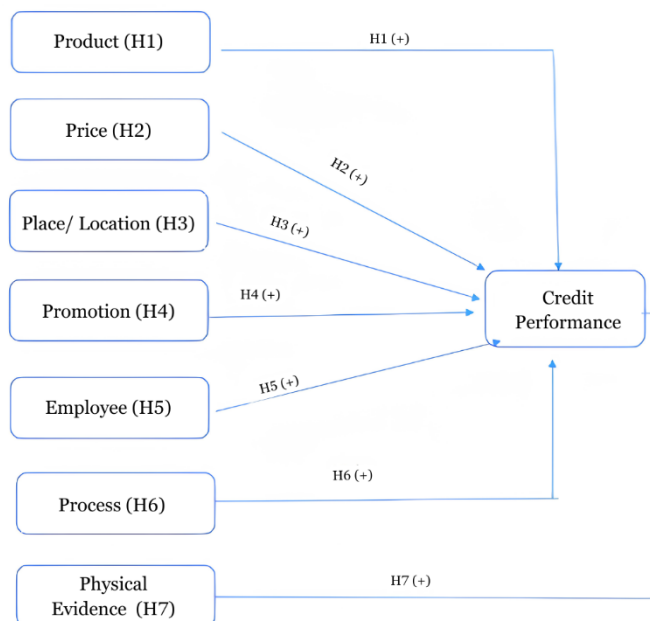 Product (H1)
H1 (+)
Price (H2)
H2 (+)
Place/ Location (H3)
H3 (+)
Promotion (H4)
H4 (+)
Credit
Performance
Employee (H5)
H5 (+)
Process (H6)
H6 (+)
Physical
Evidence (H7)
H7 (+)